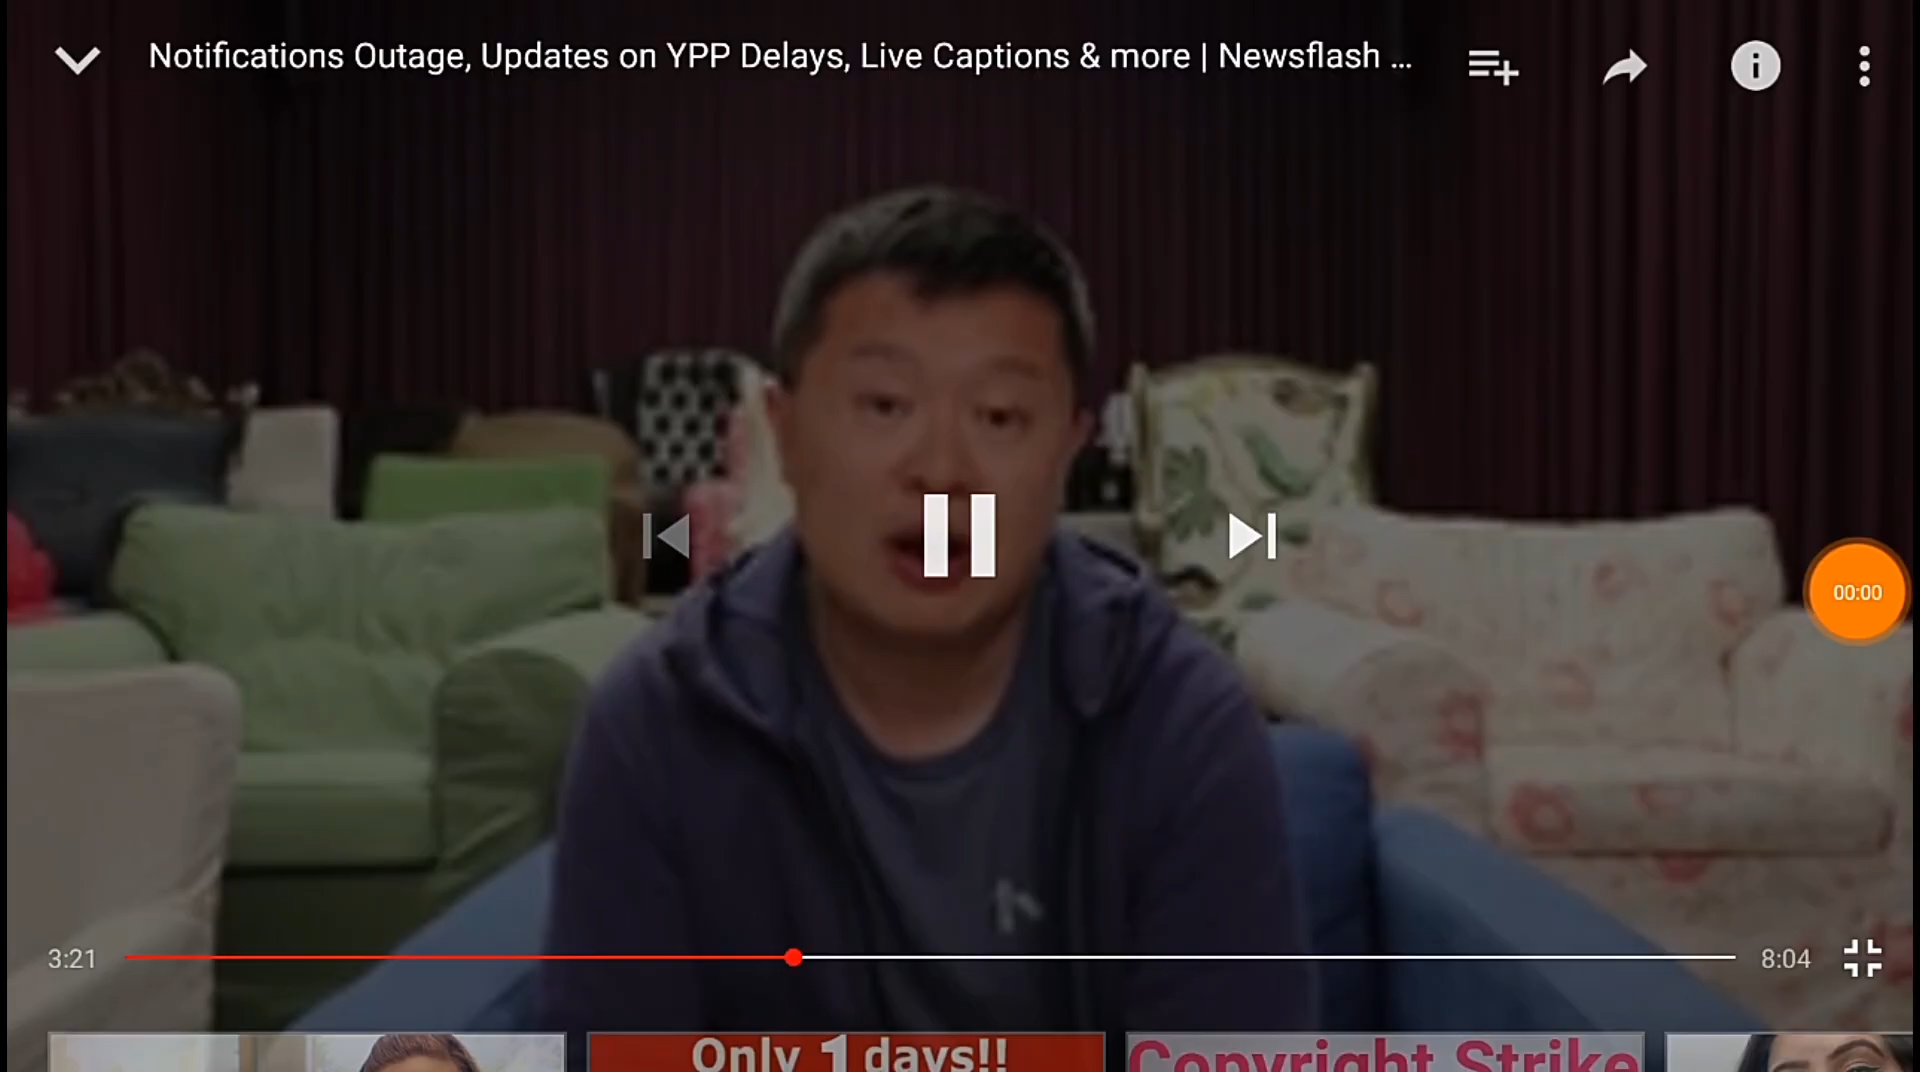 Notifications Outage, Updates on YPP Delays, Live Captions & more | Newsflash ...
00:00
3:21
8:04
Only 1 days!!
Copyright Strike